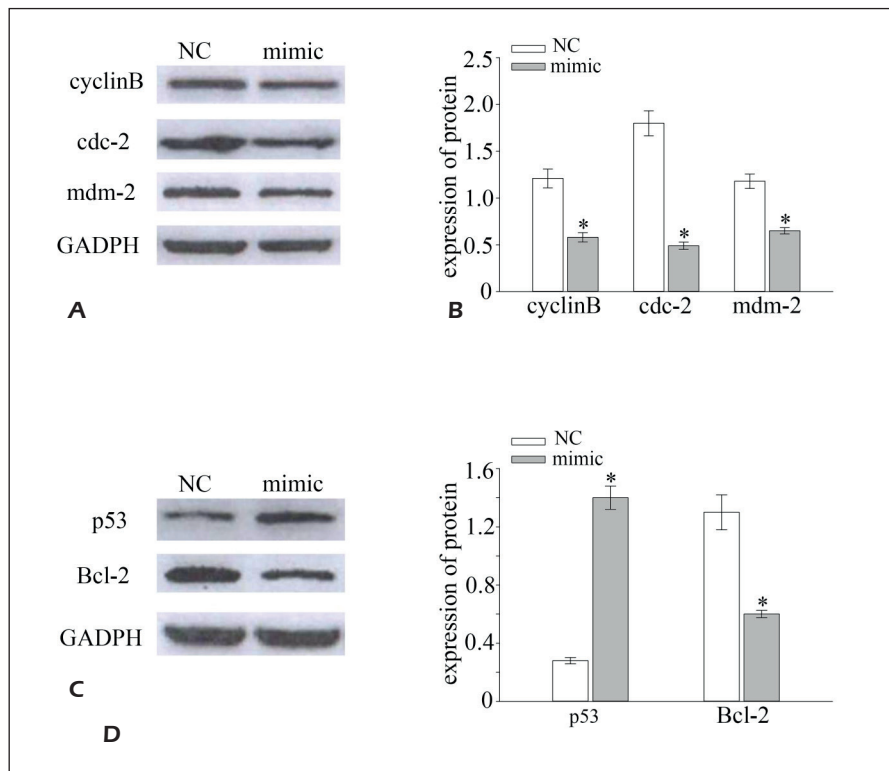 NC mimic
cyclinB
cdc-2
mdm-2
GADPH
A
NC
mimic
expression of protein
2.5
2.0
1.5
1.0
0.5
0
*
*
*
cyclinB cdc-2 mdm-2
B
NC mimic
p53
Bcl-2
GADPH
C
D
NC
mimic
expression of protein
1.6
1.2
0.8
0.4
0
*
*
p53 Bcl-2